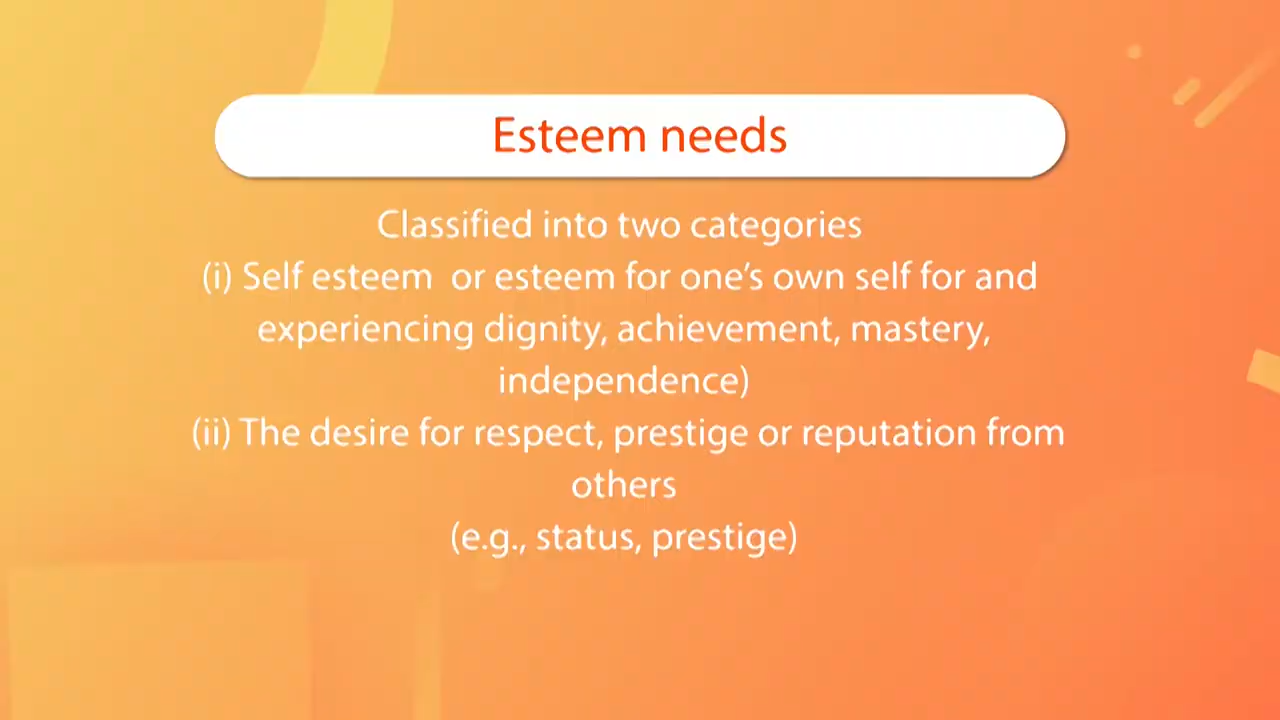 Esteem needs
Classified into two categories
(i) Self esteem  or esteem for one’s own self for and
experiencing dignity, achievement, mastery,
independence)
(ii) The desire for respect, prestige or reputation from
others
(e.g., status, prestige)